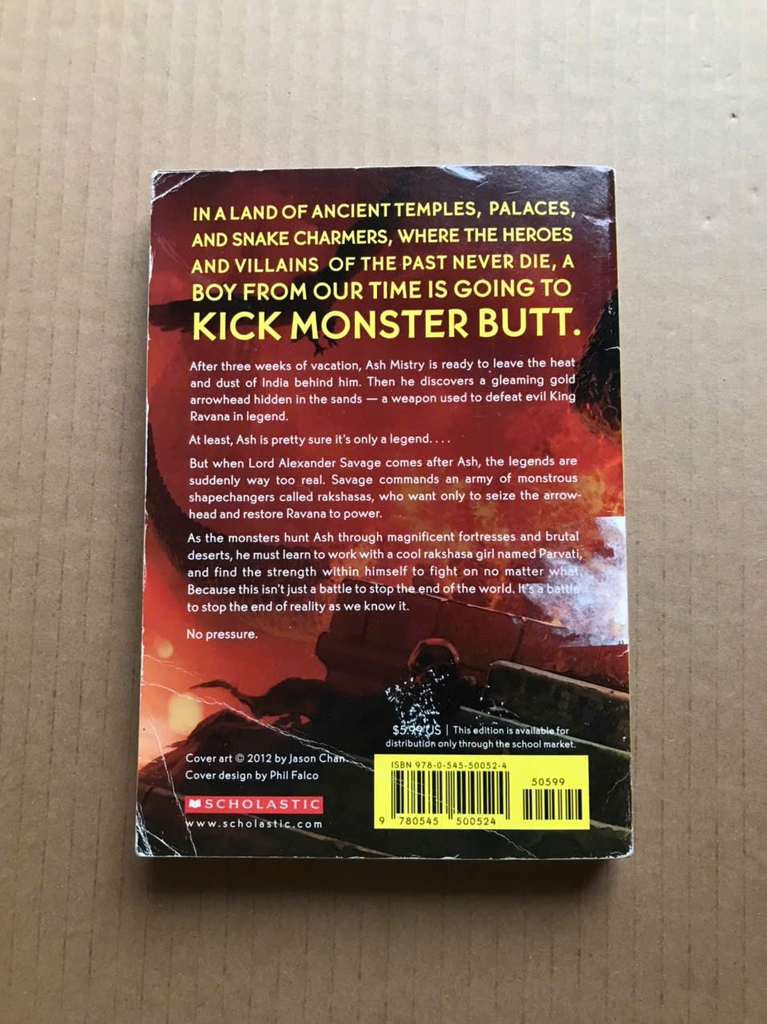 IN A LAND OF ANCIENT TEMPLES, PALACES,
AND SNAKE CHARMERS, WHERE THE HEROES
AND VILLAINS OF THE PAST NEVER DIE, A
BOY FROM OUR TIME IS GOING TO
KICK MONSTER BUTT.
After three weeks of vacation, Ash Mistry is ready to leave the heat
and dust of India behind him. Then he discovers a gleaming gold
arrowhead hidden in the sands — a weapon used to defeat evil King
Ravana in legend.
At least, Ash is pretty sure it's only a legend. . . .
But when Lord Alexander Savage comes after Ash, the legends are
suddenly way too real. Savage commands an army of monstrous
shapechangers called rakshasas, who want only to seize the arrow-
head and restore Ravana to power.
As the monsters hunt Ash through magnificent fortresses and brutal
deserts, he must learn to work with a cool rakshasa girl named Parvati,
and find the strength within himself to fight on no matter what.
Because this isn't just a battle to stop the end of the world. It's a battle
to stop the end of reality as we know it.
No pressure.
$5.99 US | This edition is available for
distribution only through the school market.
Cover art © 2012 by Jason Chan
Cover design by Phil Falco
SCHOLASTIC
www.scholastic.com
ISBN 978-0-545-50052-4
50599
9 780545 500524